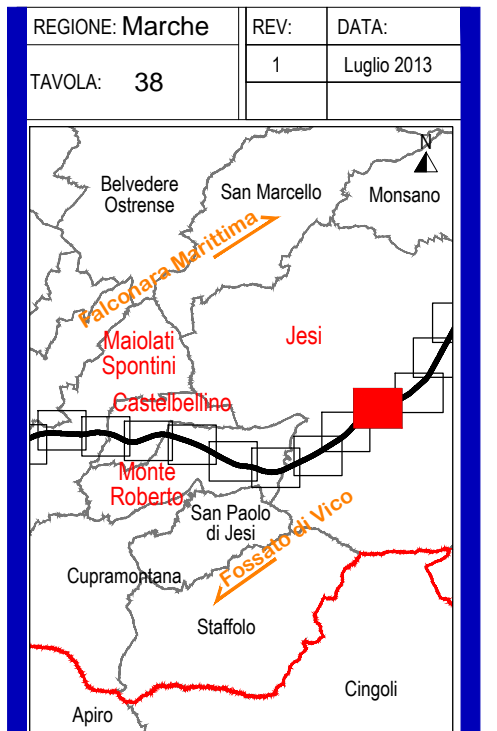 REGIONE: Marche
REV:
DATA:
TAVOLA: 38
1
Luglio 2013
N
Belvedere
Ostrense
San Marcello
Monsano
Falconara Marittima
Maiolati
Spontini
Jesi
Castelbellino
Monte
Roberto
San Paolo
di Jesi
Fossato di Vico
Cupramontana
Staffolo
Cingoli
Apiro